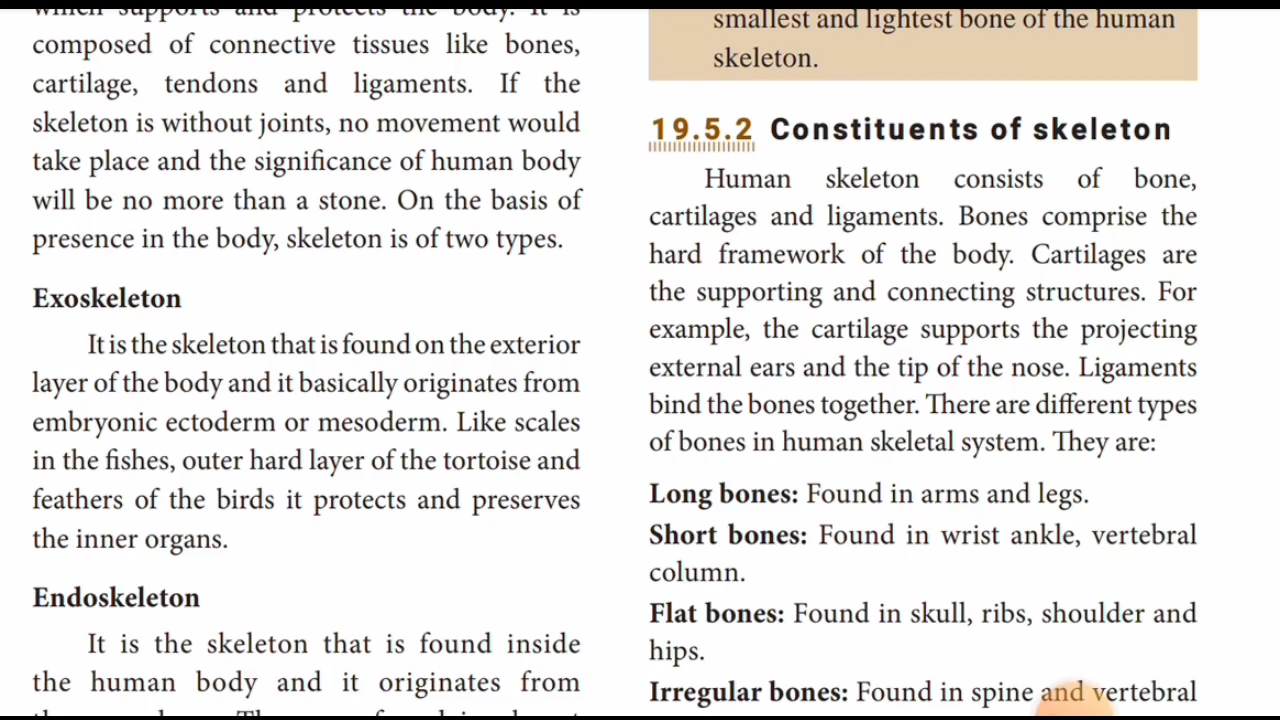 which supports and protects the body. It is
composed of connective tissues like bones,
cartilage, tendons and ligaments. If the
skeleton is without joints, no movement would
take place and the significance of human body
will be no more than a stone. On the basis of
presence in the body, skeleton is of two types.
Exoskeleton
It is the skeleton that is found on the exterior
layer of the body and it basically originates from
embryonic ectoderm or mesoderm. Like scales
in the fishes, outer hard layer of the tortoise and
feathers of the birds it protects and preserves
the inner organs.
Endoskeleton
It is the skeleton that is found inside
the human body and it originates from
smallest and lightest bone of the human
skeleton.
19.5.2 Constituents of skeleton
Human skeleton consists of bone,
cartilages and ligaments. Bones comprise the
hard framework of the body. Cartilages are
the supporting and connecting structures. For
example, the cartilage supports the projecting
external ears and the tip of the nose. Ligaments
bind the bones together. There are different types
of bones in human skeletal system. They are:
Long bones: Found in arms and legs.
Short bones: Found in wrist ankle, vertebral
column.
Flat bones: Found in skull, ribs, shoulder and
hips.
Irregular bones: Found in spine and vertebral